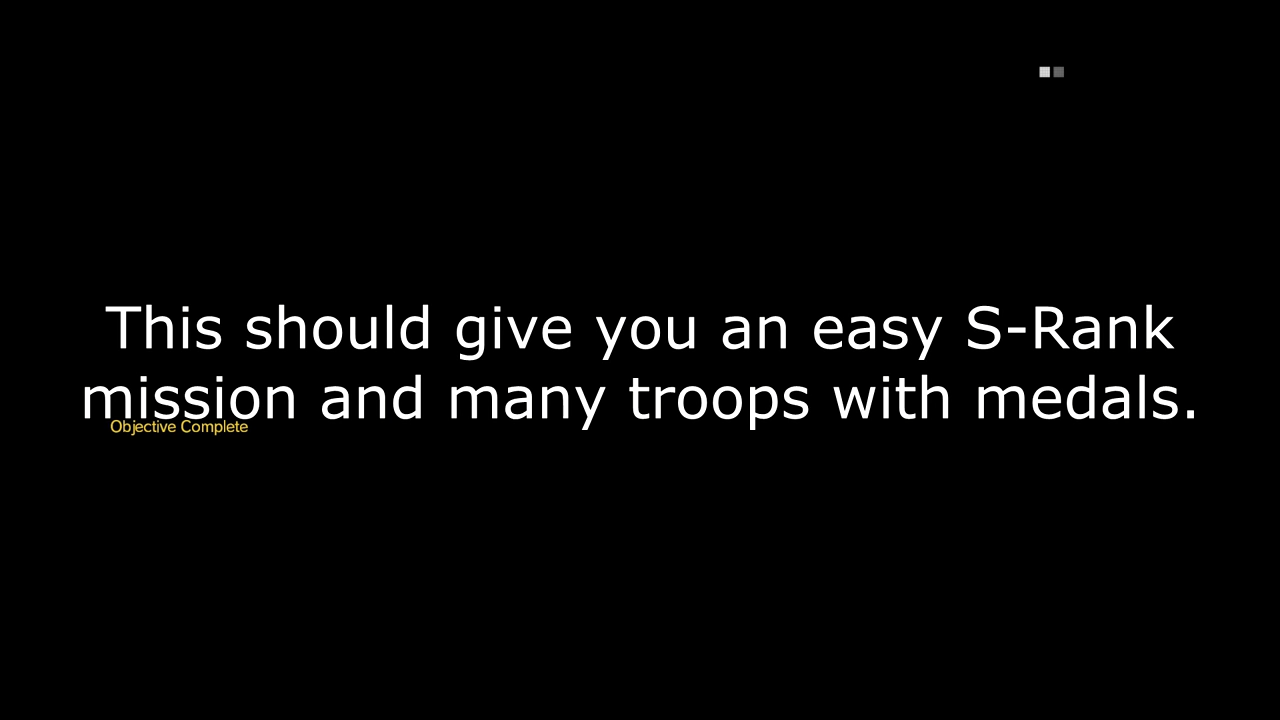 This should give you an easy S-Rank
mission and many troops with medals.
Objective Complete